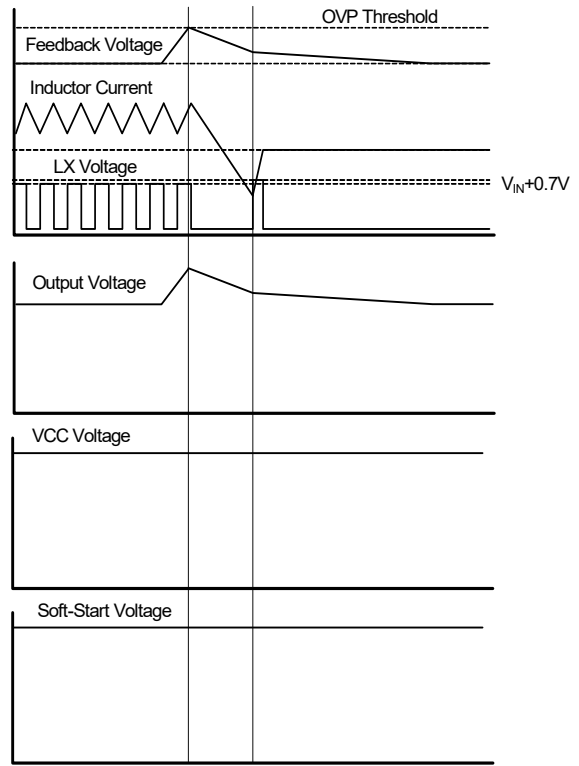 OVP Threshold
Feedback Voltage
Inductor Current
LX Voltage
VIN+0.7V
Output Voltage
VCC Voltage
Soft-Start Voltage